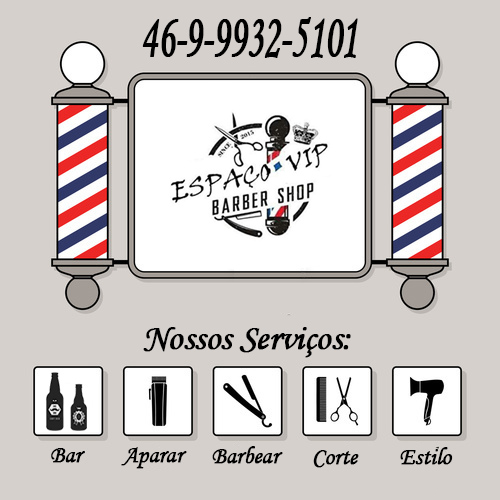 46-9-9932-5101
SINCE 2015
ESPAÇO VIP
BARBER SHOP
Nossos Serviços:
Bar Aparar Barbear Corte Estilo